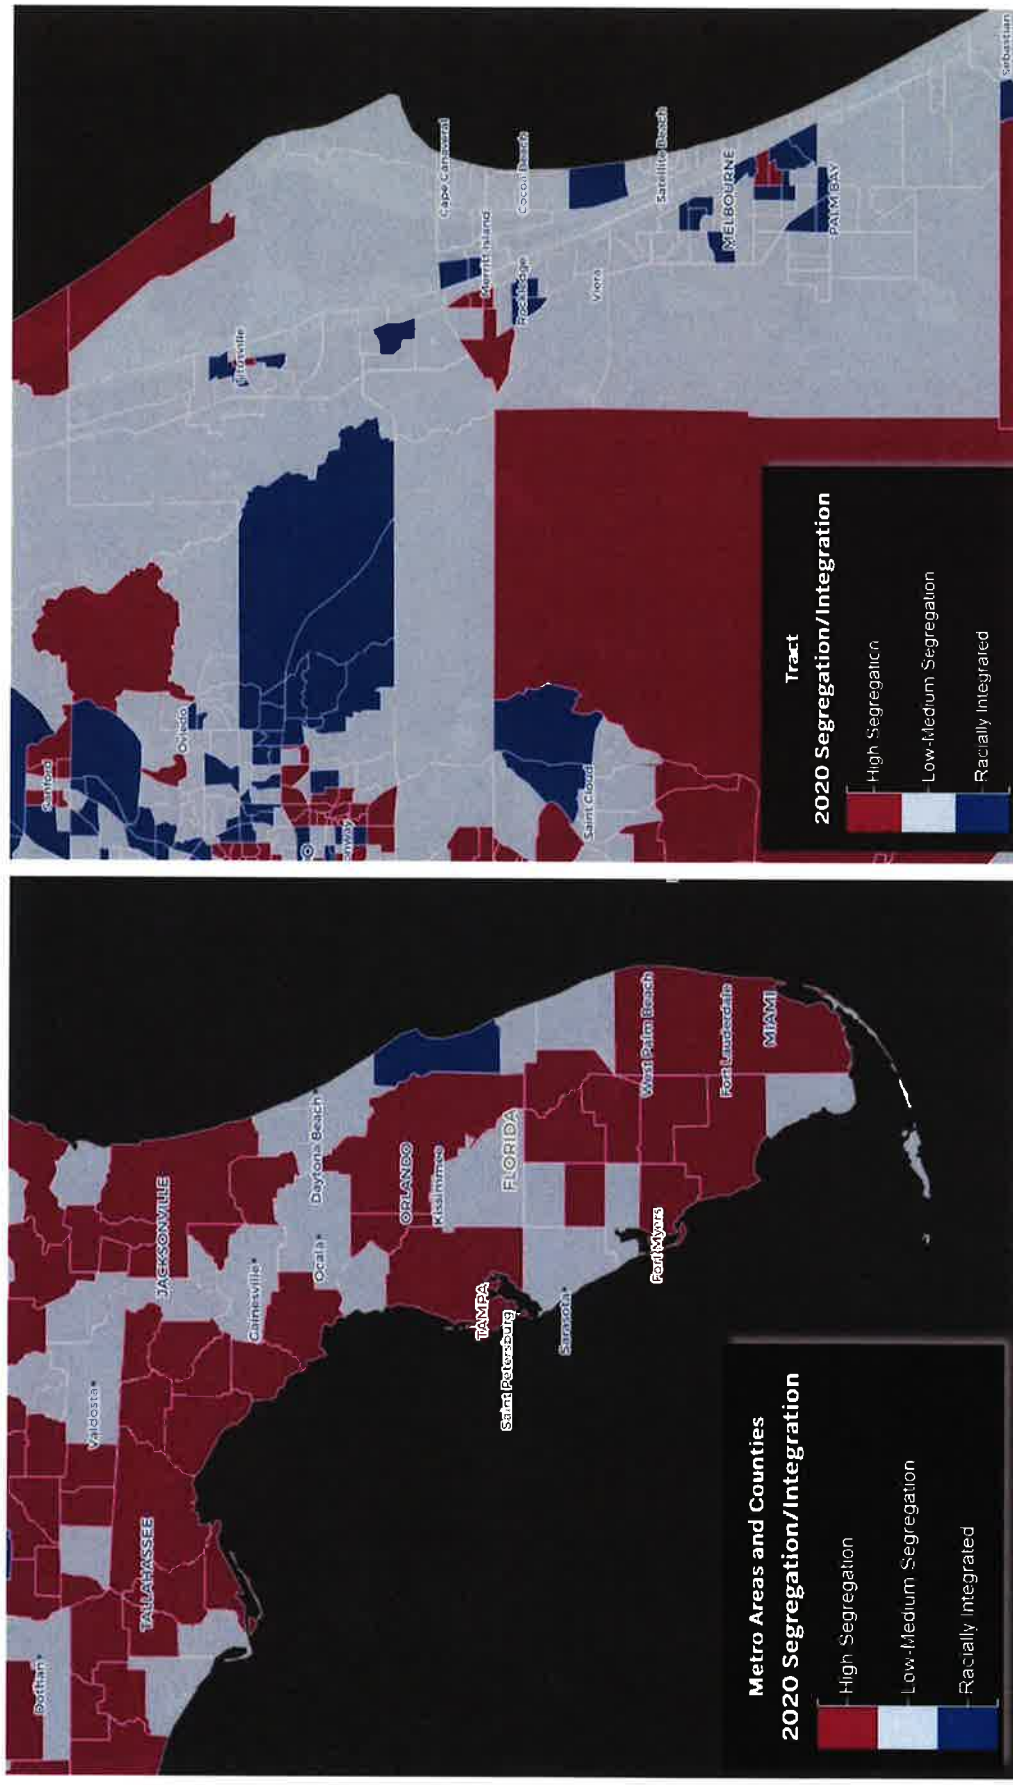 Dothan*
Valdosta*
TALLAHASSEE
JACKSONVILLE
Gainesville*
Ocala*
Daytona Beach*
ORLANDO
Kissimmee
TAMPA
Saint Petersburg
FLORIDA
Sarasota*
West Palm Beach
Fort Myers
Fort Lauderdale
MIAMI
Metro Areas and Counties
2020 Segregation/Integration
High Segregation
Low-Medium Segregation
Racially Integrated
Sanford
Oviedo
Titusville
O
onway
Cape Canaveral
Merritt Island
Cocoa Beach
Rockledge
Saint Cloud
Viera
Satellite Beach
MELBOURNE
PALM BAY
Sebastian
Tract
2020 Segregation/Integration
High Segregation
Low-Medium Segregation
Racially Integrated